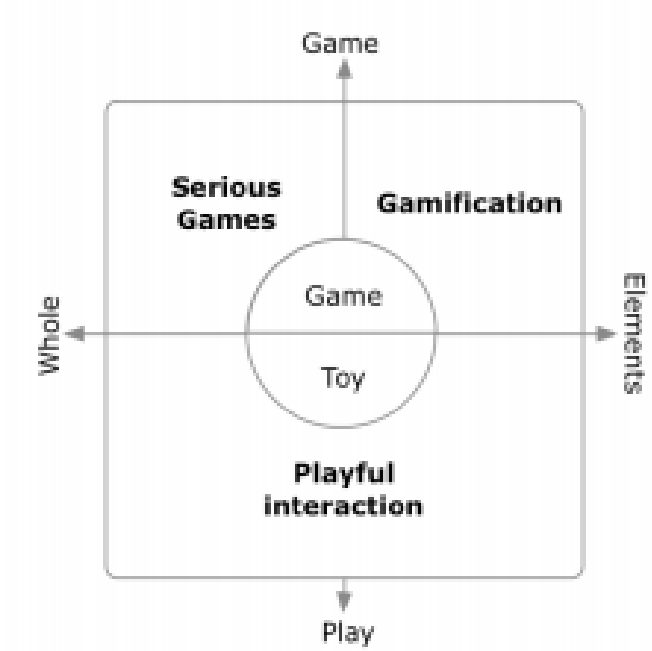 Game
Serious
Games
Gamification
Game
Whole
Elements
Toy
Playful
interaction
Play